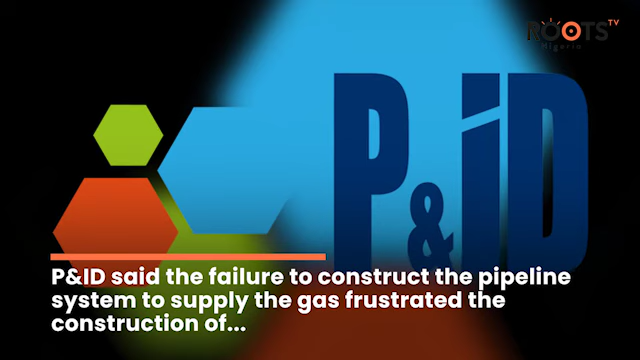 ROOTS TV
Nigeria
P&ID
P&ID said the failure to construct the pipeline
system to supply the gas frustrated the
construction of...